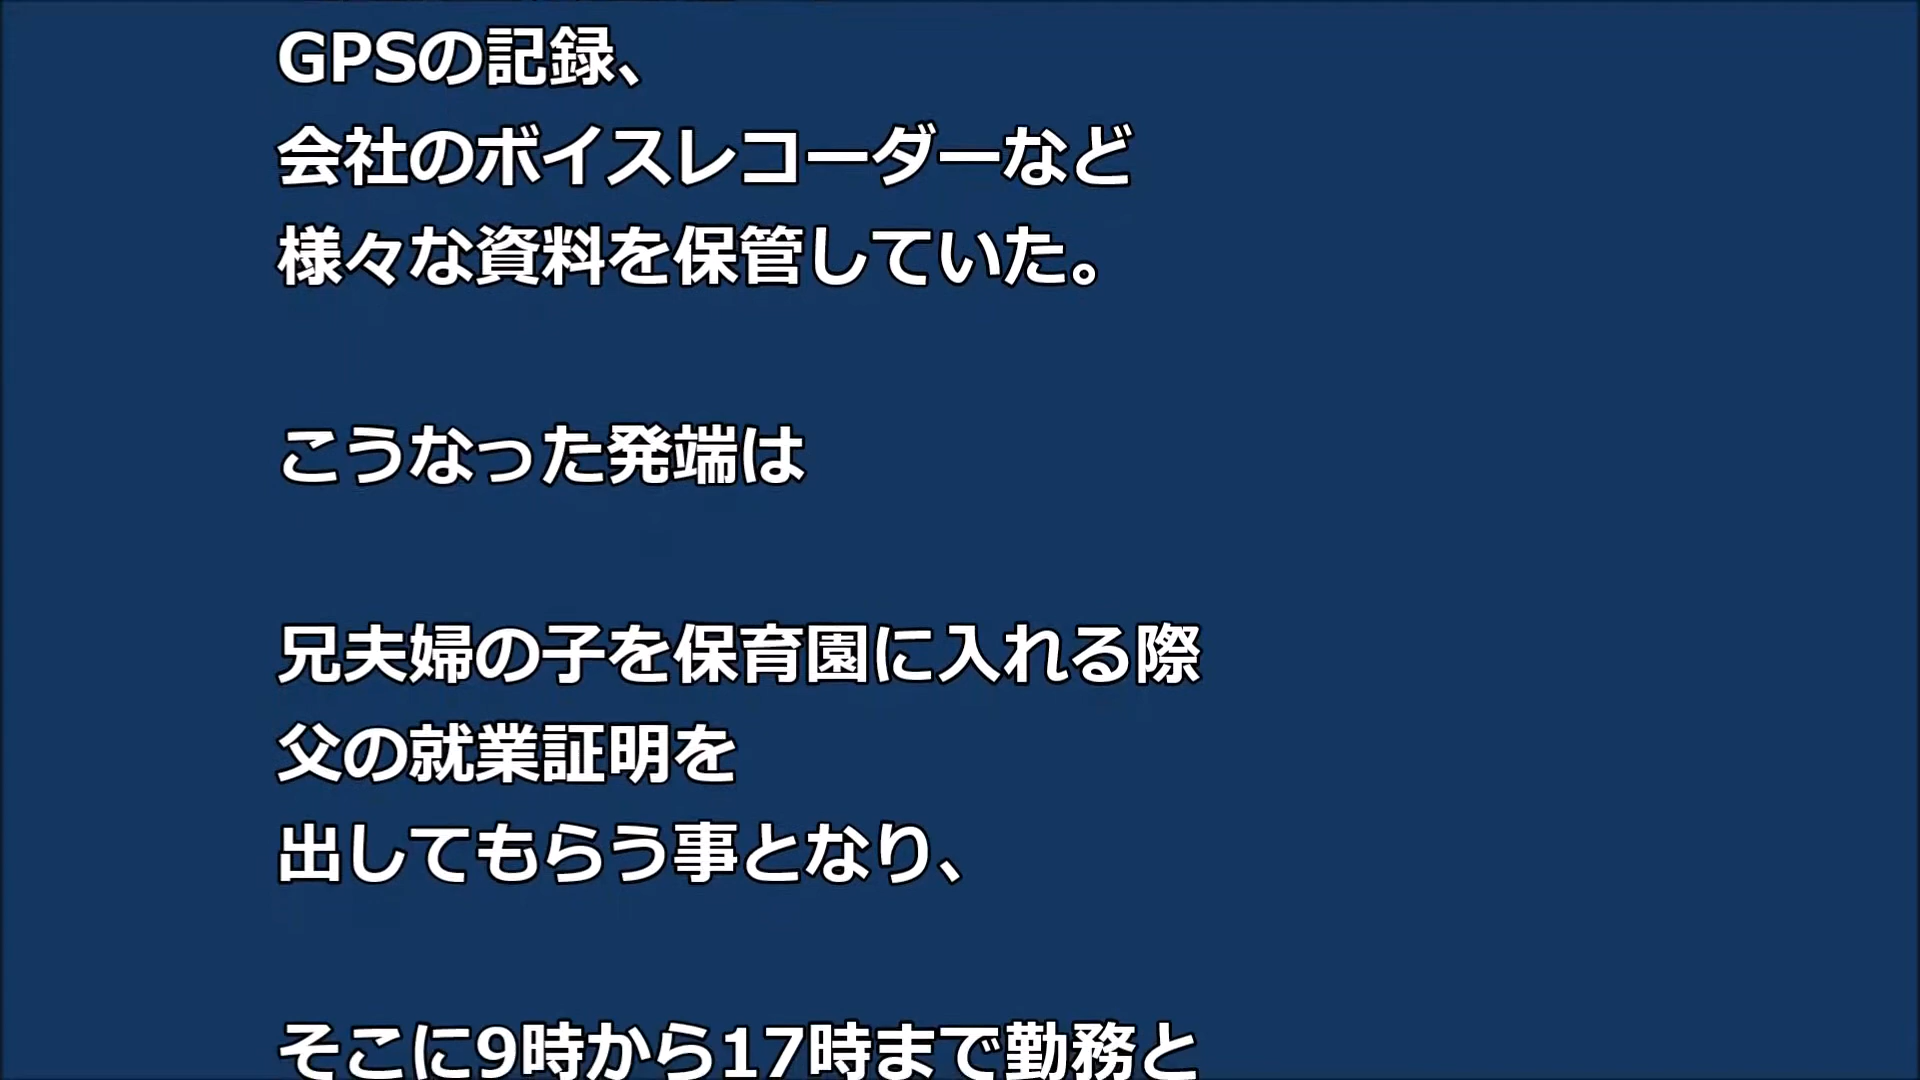 GPSの記録、
会社のボイスレコーダーなど
様々な資料を保管していた。
こうなった発端は
兄夫婦の子を保育園に入れる際
父の就業証明を
出してもらう事となり、
そこに9時から17時まで勤務と